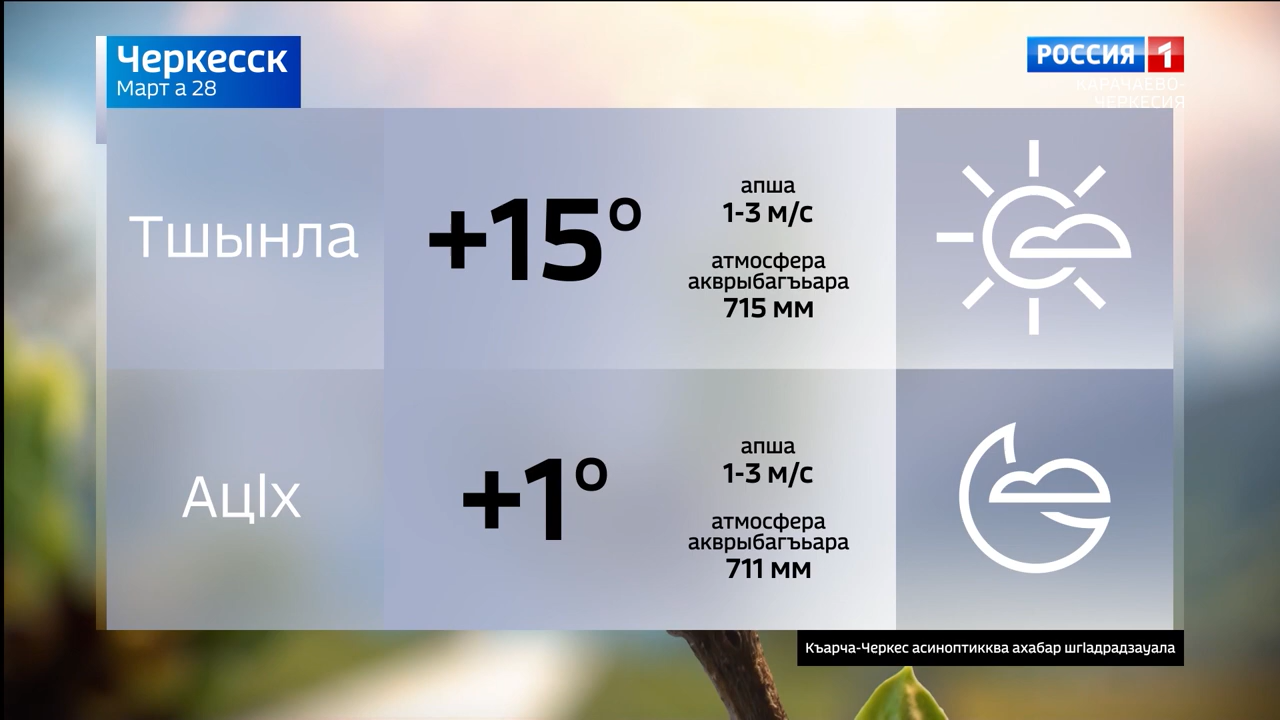 Черкесск
Март а 28
РОССИЯ 1
КАРАЧАЕВО-
ЧЕРКЕСИЯ
Тшынла
+15°
апша
1-3 м/с
атмосфера
акврыбагъьара
715 мм
АцӀх
+1°
апша
1-3 м/с
атмосфера
акврыбагъьара
711 мм
Къарча-Черкес асиноптикква ахабар шгӀадрадзауала